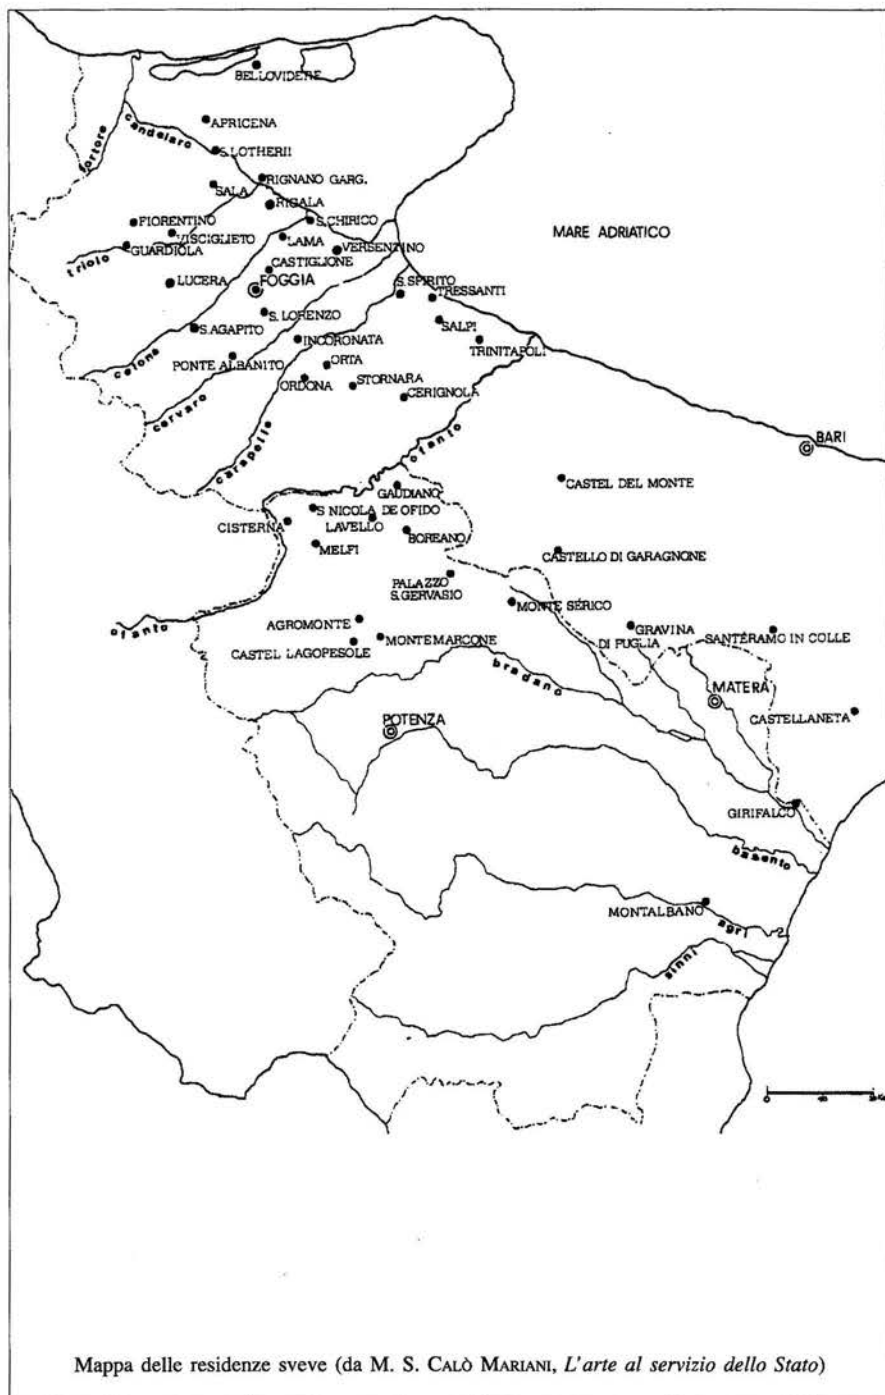 BELLOVIDERE
APRICENA
candelaro
fortore
S. LOTHERII
RIGNANO GARG.
SALA
RIGALA
FIORENTINO
S. CHIRICO
VISCIGLIETO
LAMA
MARE ADRIATICO
GUARDIOLA
VERSENTINO
triolo
CASTIGLIONE
LUCERA
FOGGIA
S. SPIRITO
TRESSANTI
S. LORENZO
SALPI
S. AGAPITO
INCORONATA
TRINITAPOLI
celone
PONTE ALBANITO
ORTA
ORDONA
STORNARA
CERIGNOLA
cervaro
carapelle
ofanto
BARI
GAUDIANO
CASTEL DEL MONTE
S NICOLA DE OFIDO
CISTERNA
LAVELLO
BOREANO
MELFI
CASTELLO DI GARAGNONE
PALAZZO
S. GERVASIO
MONTE SÉRICO
ofanto
AGROMONTE
GRAVINA
DI PUGLIA
SANTÉRAMO IN COLLE
CASTEL LAGOPESOLE
MONTEMARCONE
bradano
MATERA
POTENZA
CASTELLANETA
GIRIFALCO
basento
MONTALBANO
agri
sinni
0
Mappa delle residenze sveve (da M. S. CALÒ MARIANI, L'arte al servizio dello Stato)